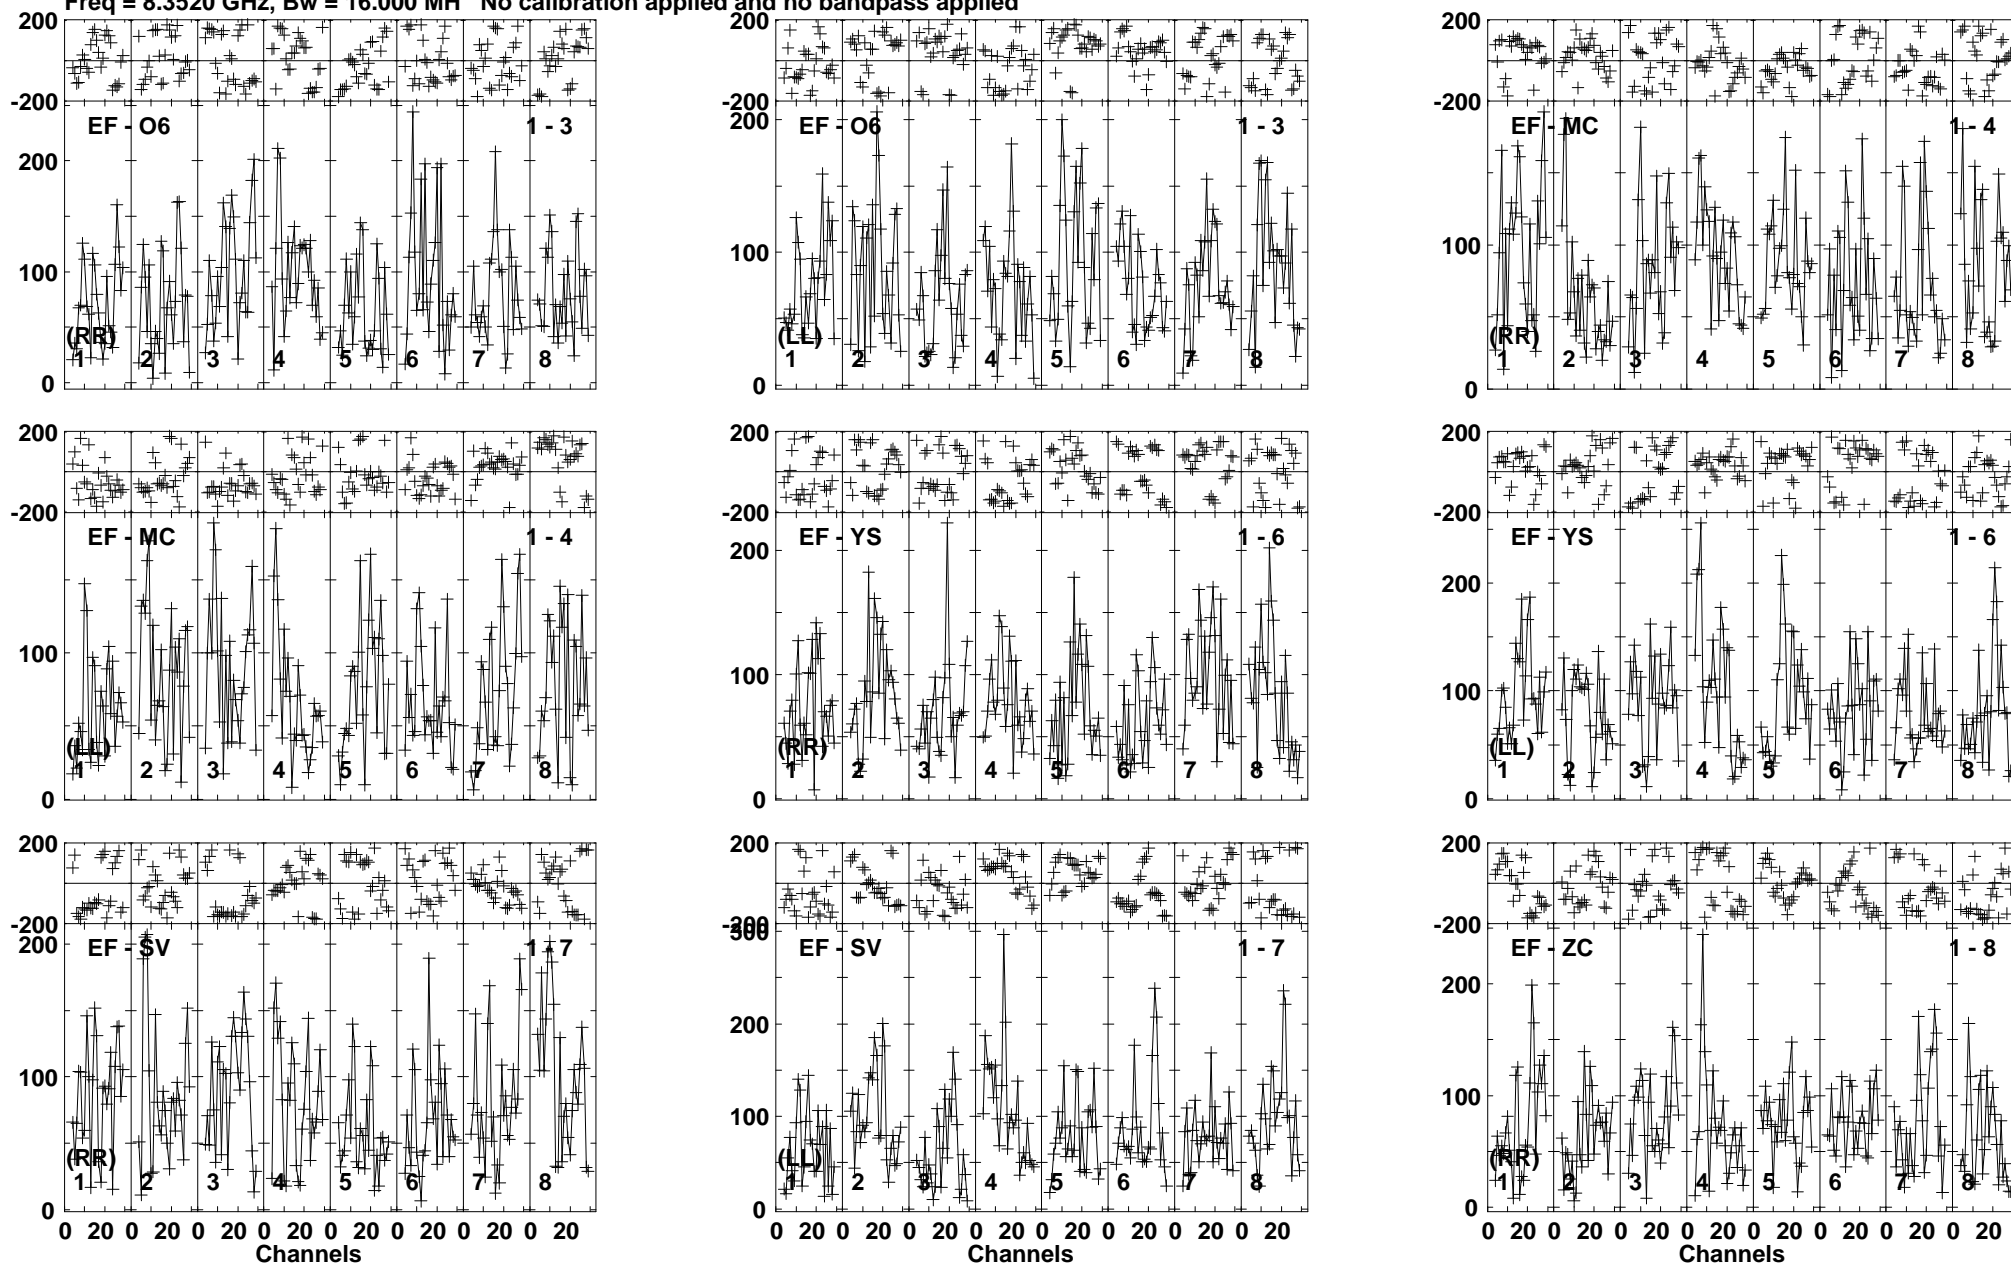 Freq = 8.3520 GHz, Bw = 16.000 MH No calibration applied and no bandpass applied
200 200 200
-200 -200 -200
EF - O6 1 - 3 EF - O6 1 - 3 EF - MC 1 - 4
200 200
100 100 100
(RR) (LL) (RR)
1 2 3 4 5 6 7 8 1 2 3 4 5 6 7 8 1 2 3 4 5 6 7 8
0 0 0
200 200 200
-200 -200 -200
EF - MC 1 - 4 EF - YS 1 - 6 EF - YS 1 - 6
200 200
100 100 100
(LL) (RR) (LL)
1 2 3 4 5 6 7 8 1 2 3 4 5 6 7 8 1 2 3 4 5 6 7 8
0 0 0
200 200 200
-200 -200 -200
300
EF - SV 1 - 7 EF - SV 1 - 7 EF - ZC 1 - 8
200 200 200
100 100 100
(RR) (LL) (RR)
1 2 3 4 5 6 7 8 1 2 3 4 5 6 7 8 1 2 3 4 5 6 7 8
0 0 0
0 20 0 20 0 20 0 20 0 20 0 20 0 20 0 20 0 20 0 20 0 20 0 20 0 20 0 20 0 20 0 20 0 20 0 20 0 20 0 20 0 20 0 20 0 20 0 20
Channels Channels Channels